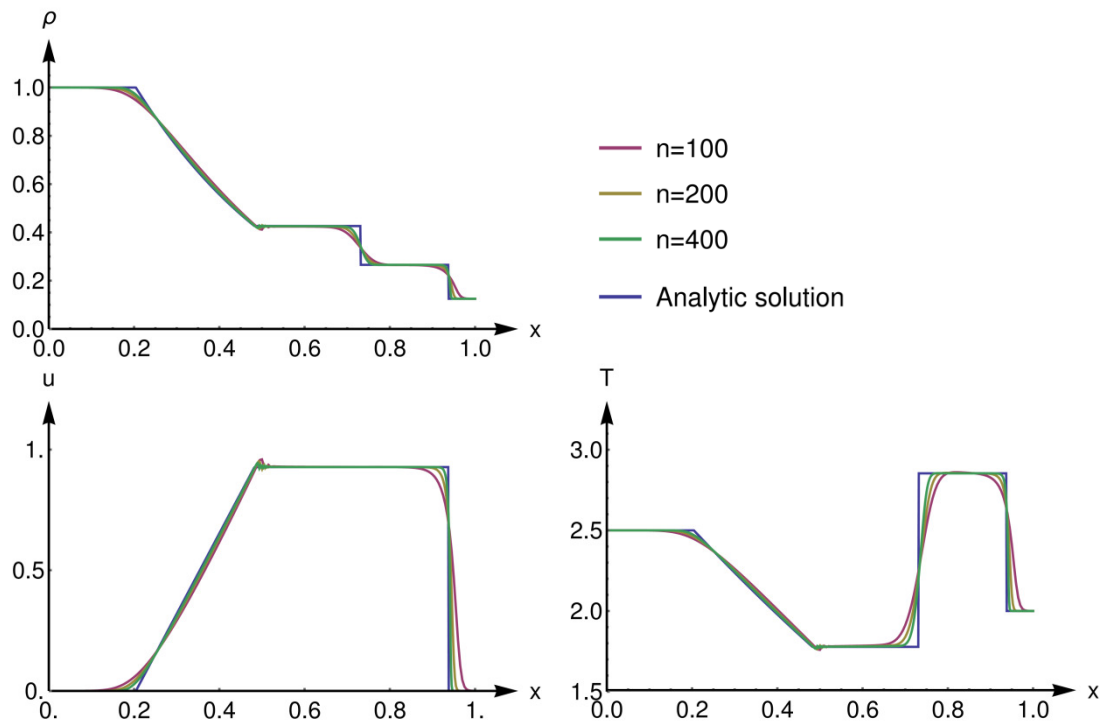 ρ
1.0
0.8
0.6
0.4
0.2
0.0
0.0 0.2 0.4 0.6 0.8 1.0 x
n=100
n=200
n=400
Analytic solution
u
1.
0.5
0.
0. 0.2 0.4 0.6 0.8 1. x
T
3.0
2.5
2.0
1.5
0.0 0.2 0.4 0.6 0.8 1.0 x